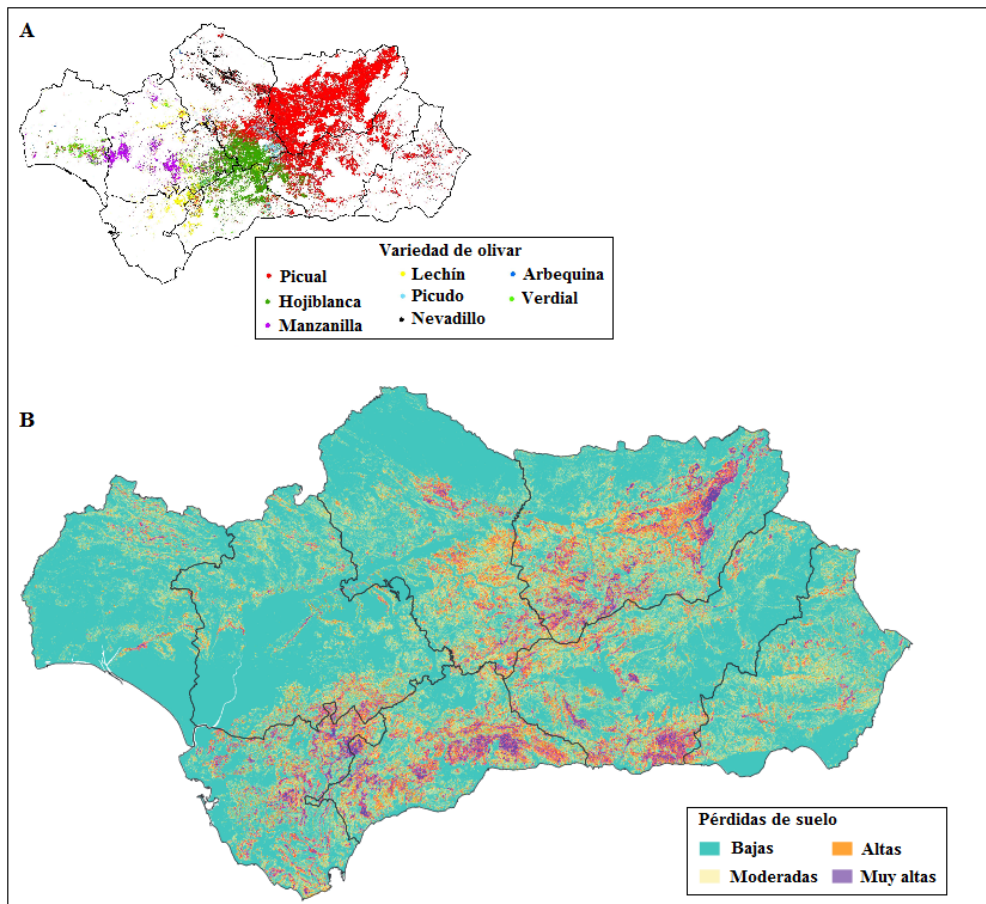 A
Variedad de olivar
Picual
Lechín
Arbequina
Hojiblanca
Picudo
Verdial
Manzanilla
Nevadillo
B
Pérdidas de suelo
Bajas
Altas
Moderadas
Muy altas